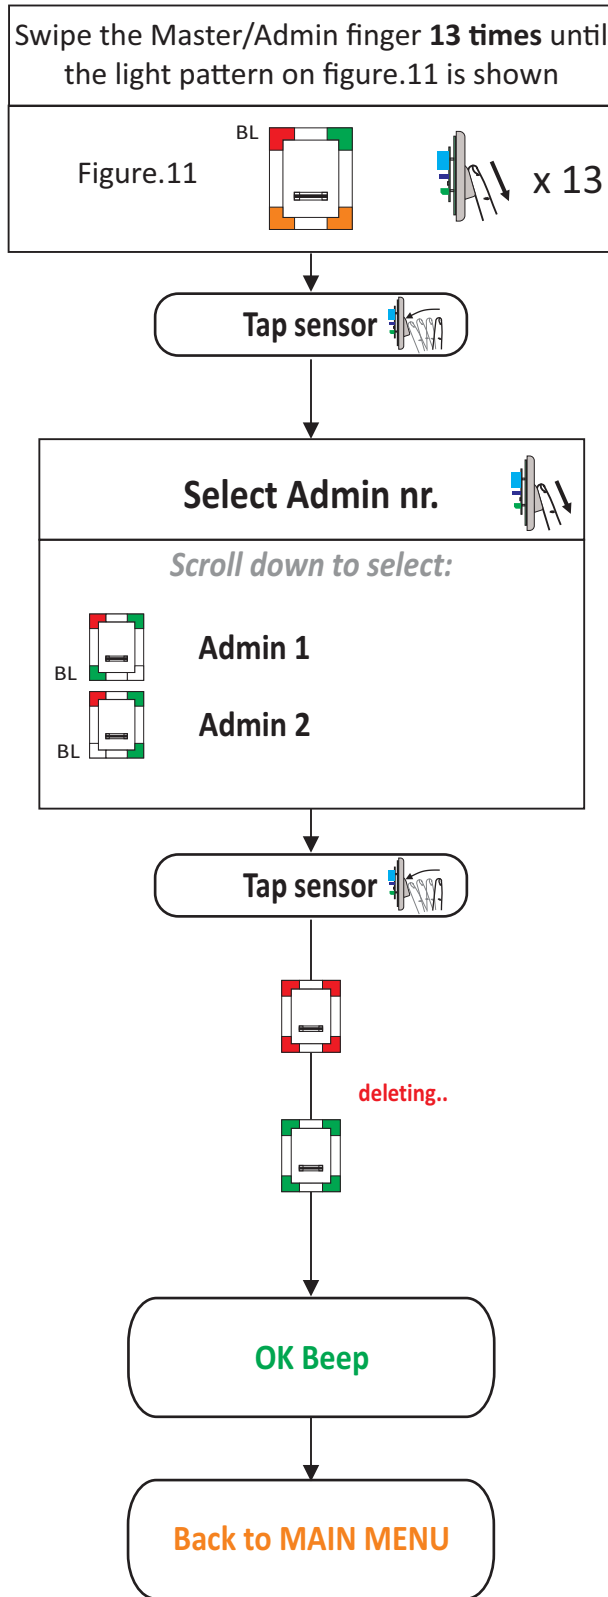 Swipe the Master/Admin finger 13 times until
the light pattern on figure.11 is shown
BL
Figure.11
x 13
Tap sensor
Select Admin nr.
Scroll down to select:
Admin 1
BL
Admin 2
BL
Tap sensor
deleting..
OK Beep
Back to MAIN MENU